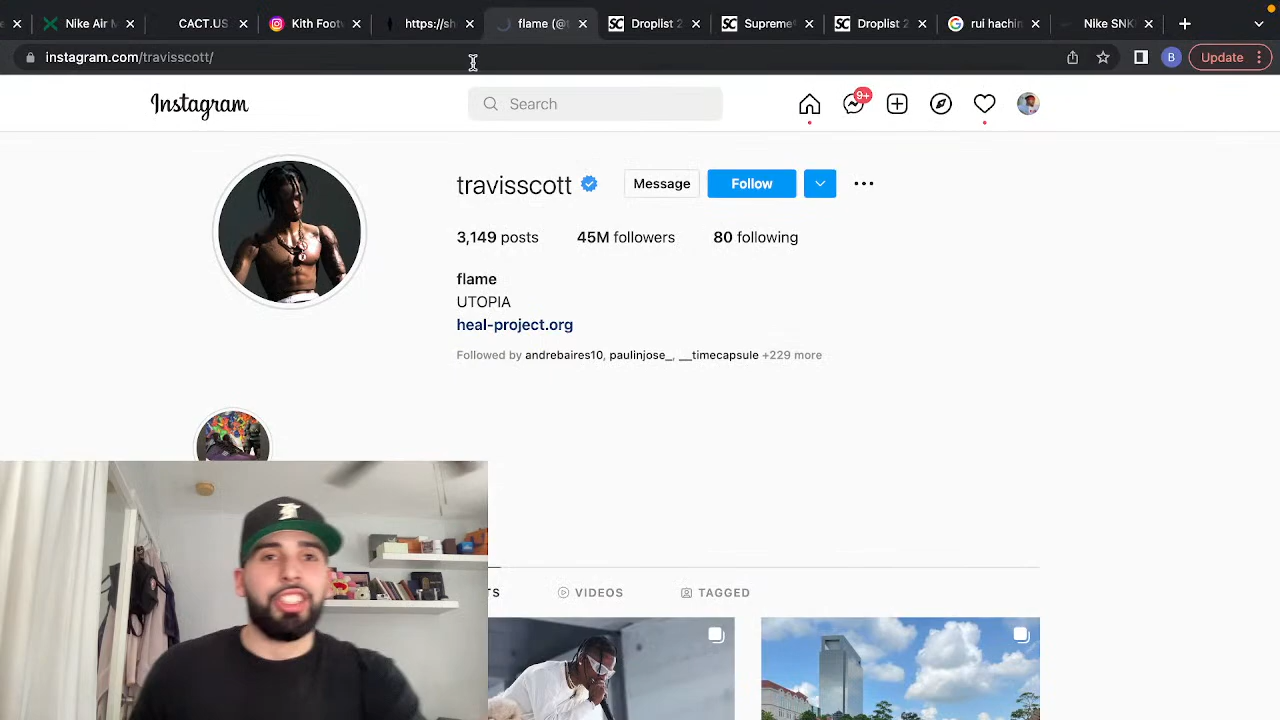 Nike Air M
CACT.US
Kith Footw
https://sh
flame (@
Droplist 2
Supreme®
Droplist 2
rui hachin
Nike SNK
instagram.com/travisscott/
B
Update
Instagram
Search
9+
travisscott
Message
Follow
3,149 posts
45M followers
80 following
flame
UTOPIA
heal-project.org
Followed by andrebaires10, paulinjose_, __timecapsule +229 more
TS
VIDEOS
TAGGED